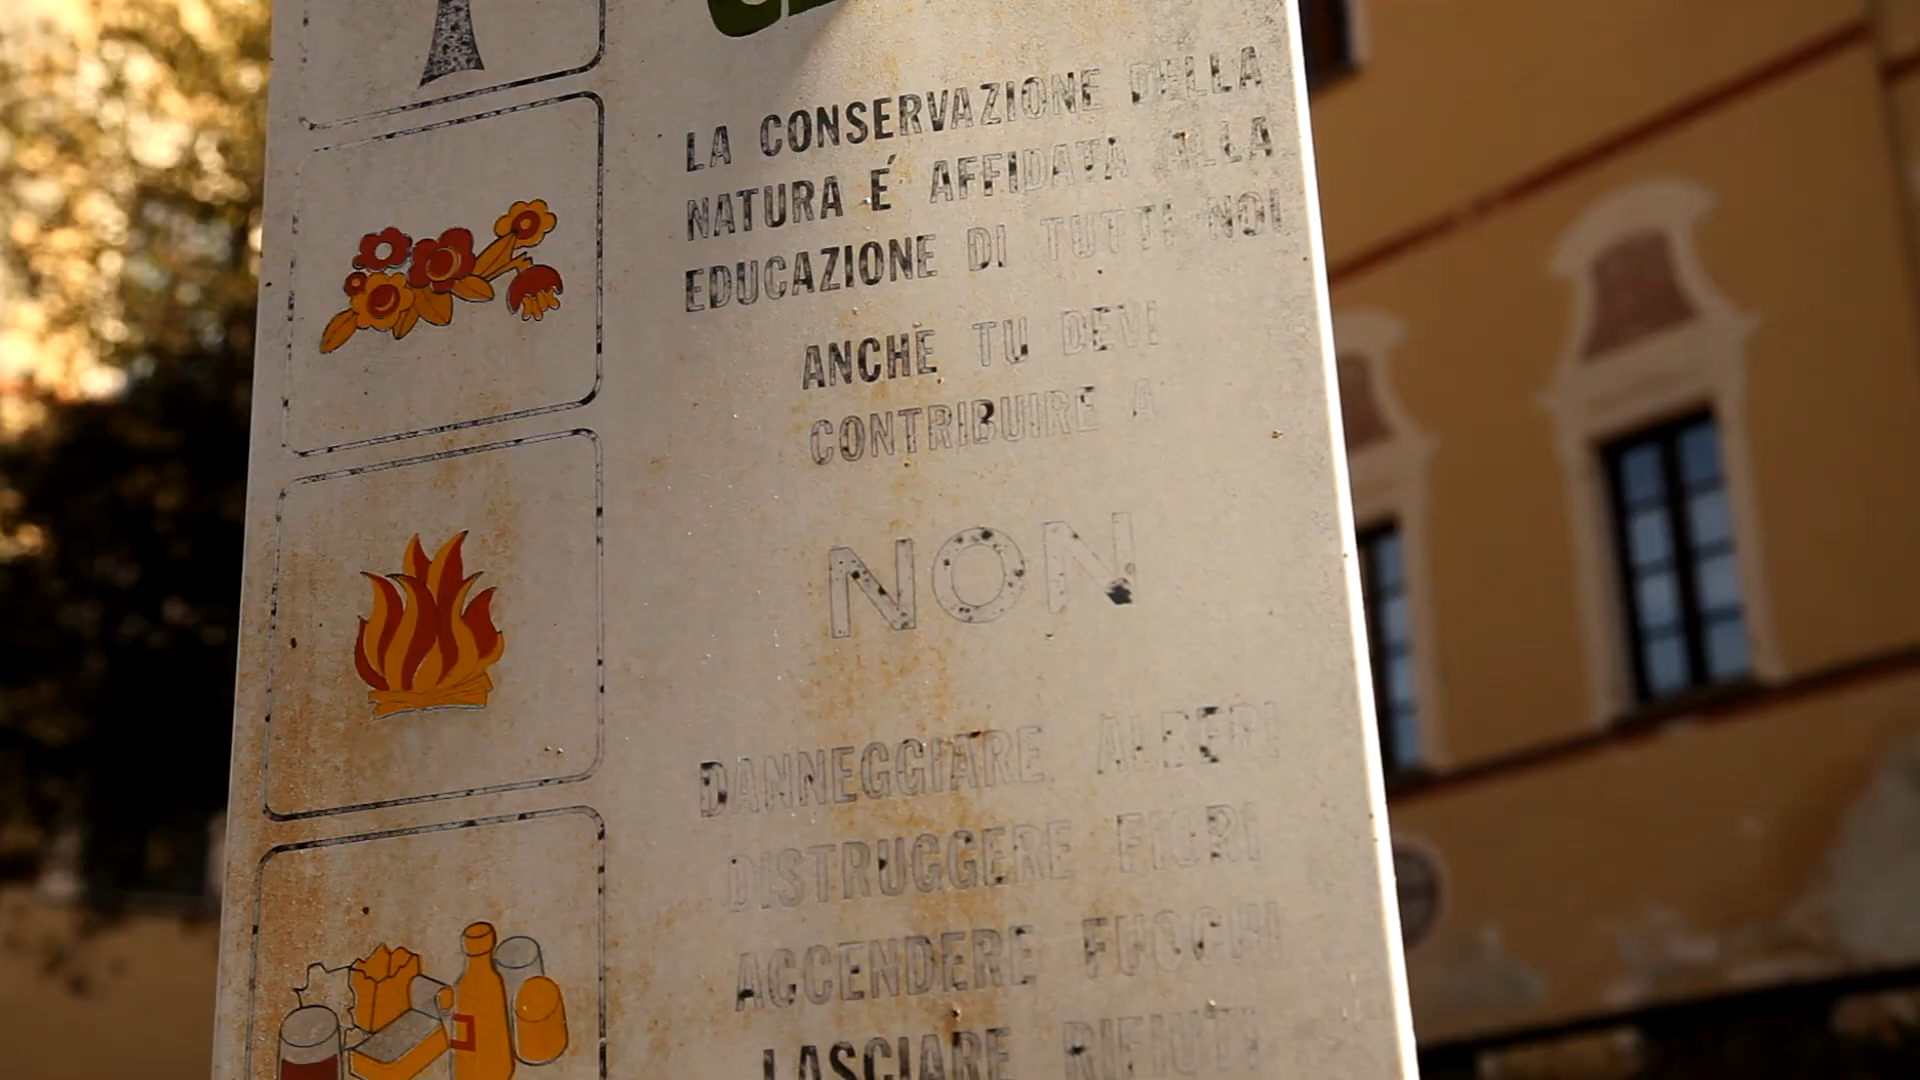 LA CONSERVAZIONE DELLA
NATURA É AFFIDATA ALLA
EDUCAZIONE DI TUTTI NOI
ANCHE TU DEVI
CONTRIBUIRE A
NON
DANNEGGIARE ALBERI
DISTRUGGERE FIORI
ACCENDERE FUOCHI
LASCIARE RIFIUTI